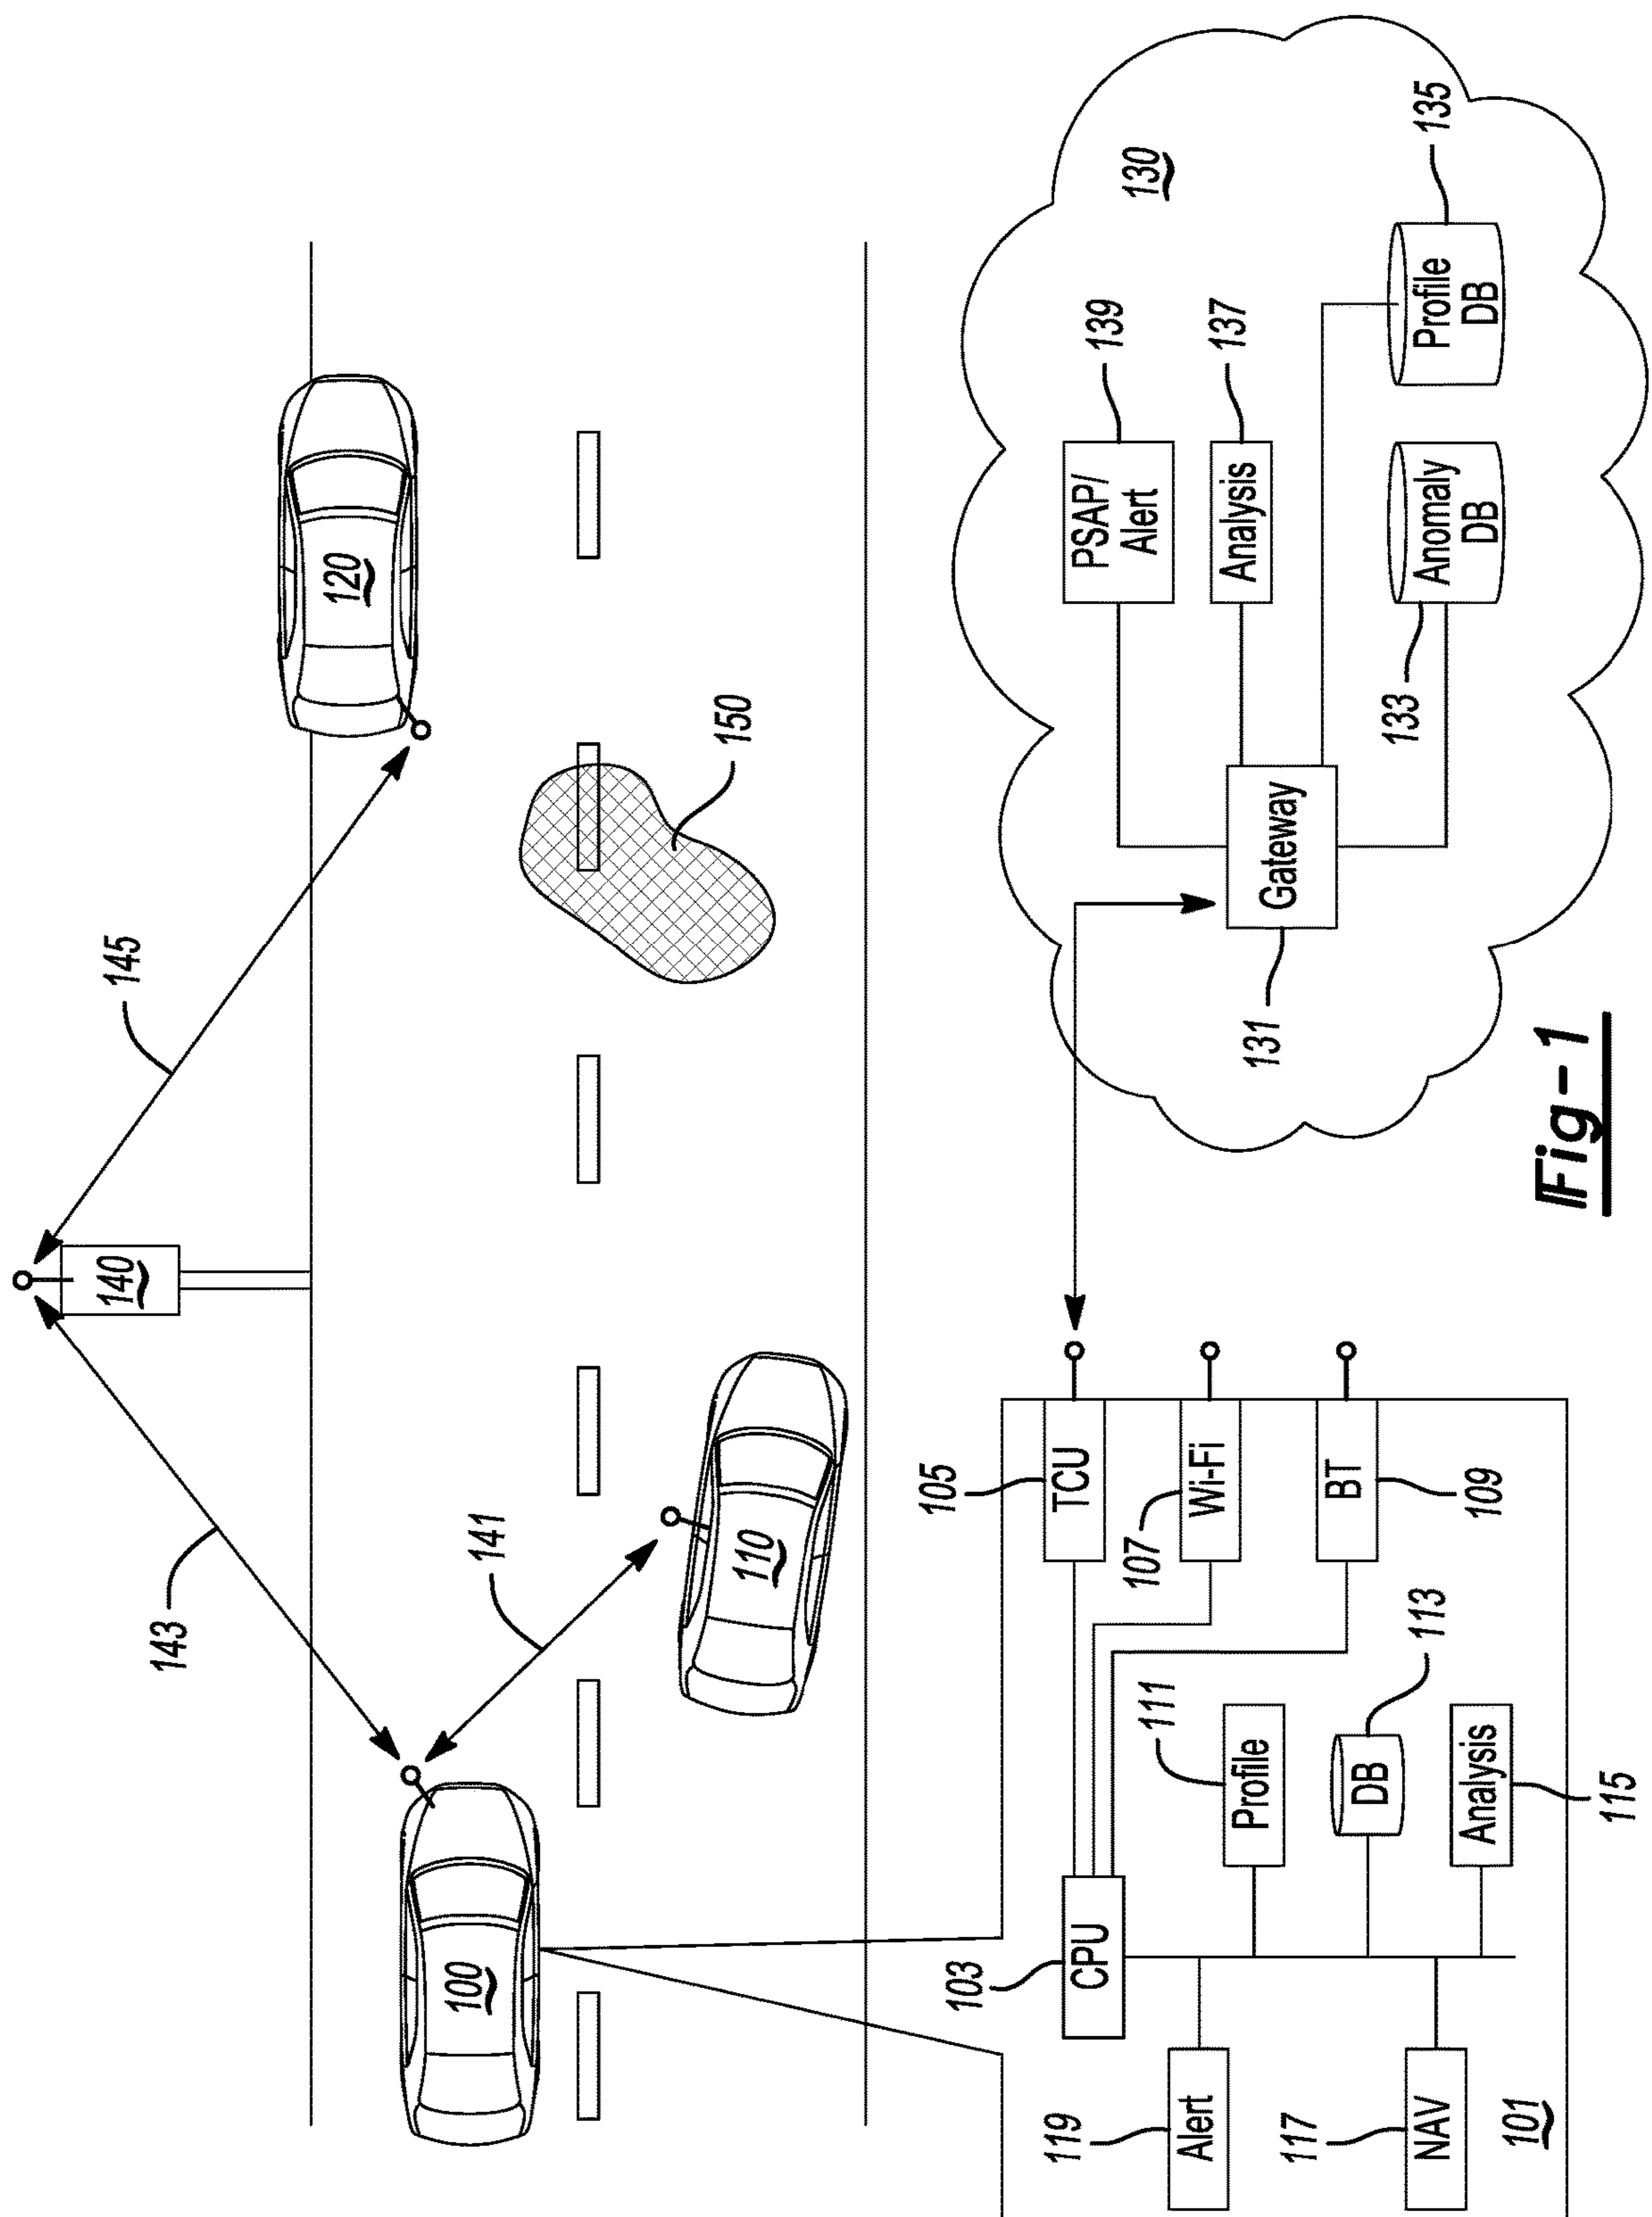 140
143
145
120
100
141
110
150
101
119
Alert
117
NAV
103
CPU
111
Profile
113
DB
Analysis
115
105
TCU
107
Wi-Fi
BT
109
130
131
Gateway
PSAP/
Alert
139
Analysis
137
133
Anomaly
DB
Profile
DB
135
Fig-1